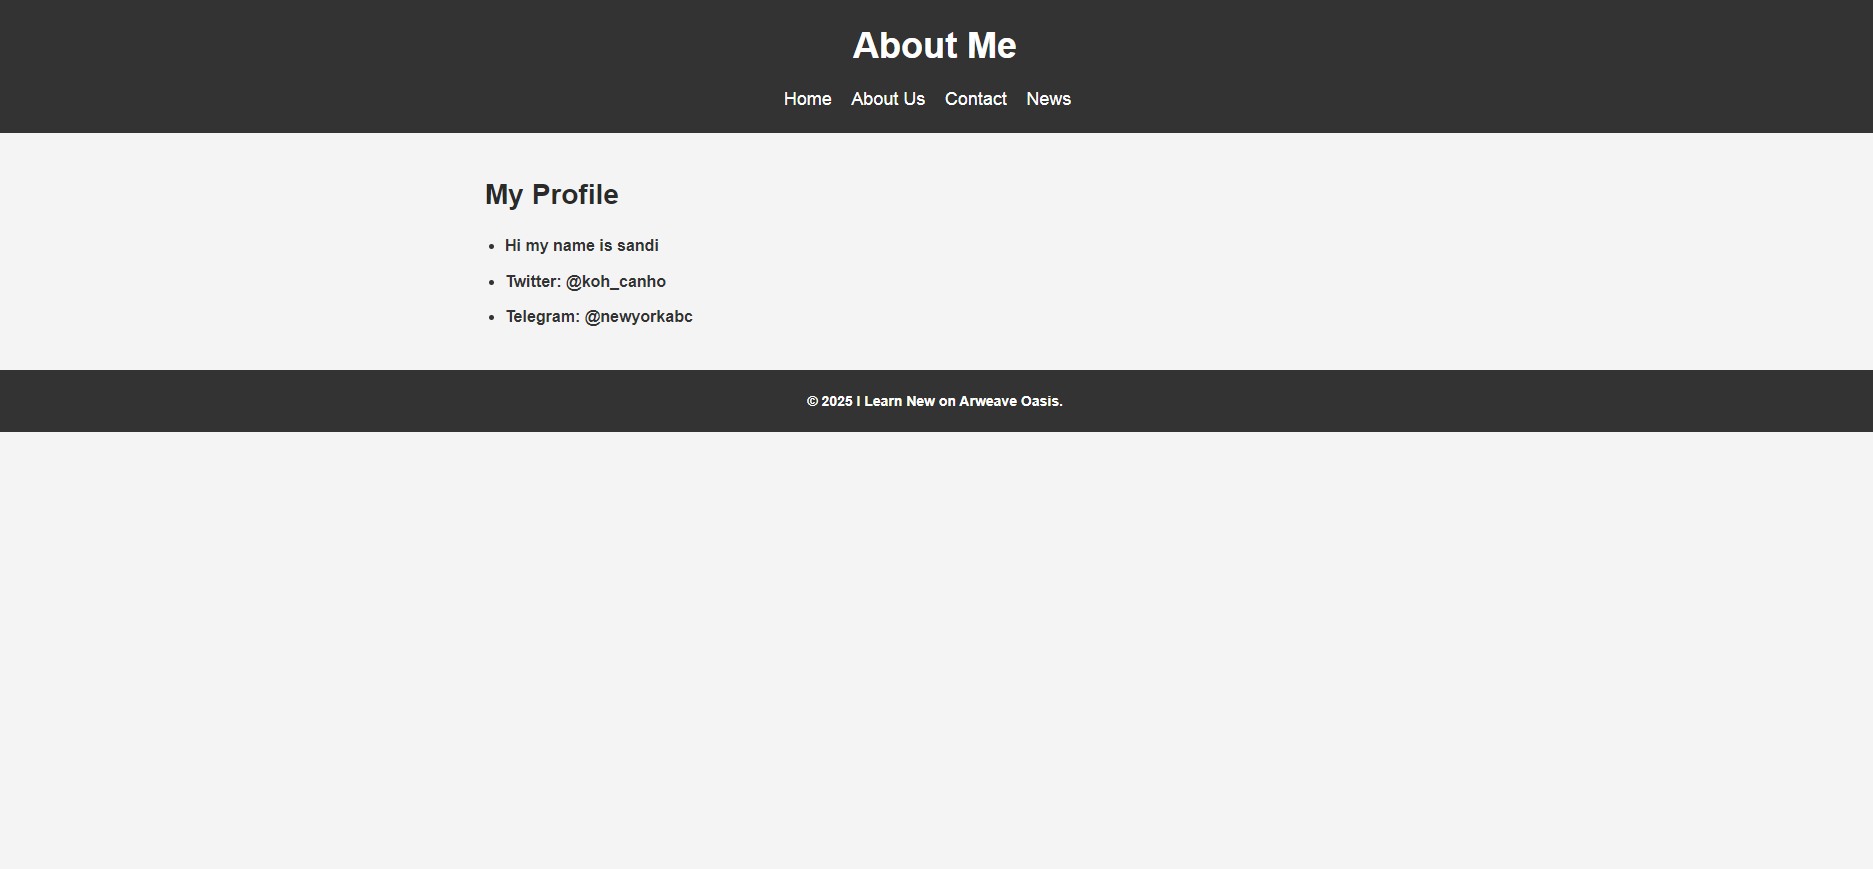 About Me
Home About Us Contact News
My Profile
Hi my name is sandi
Twitter: @koh_canho
Telegram: @newyorkabc
© 2025 I Learn New on Arweave Oasis.